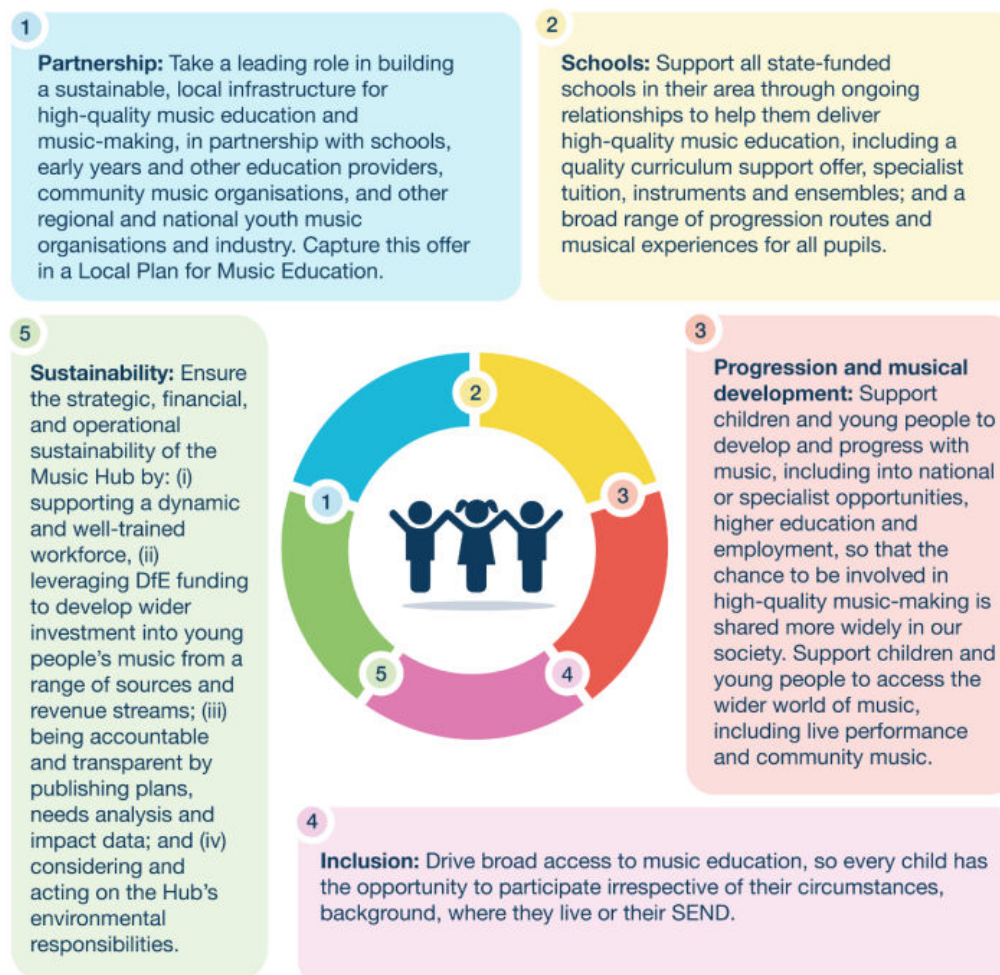 1
Partnership: Take a leading role in building
a sustainable, local infrastructure for
high-quality music education and
music-making, in partnership with schools,
early years and other education providers,
community music organisations, and other
regional and national youth music
organisations and industry. Capture this offer
in a Local Plan for Music Education.
2
Schools: Support all state-funded
schools in their area through ongoing
relationships to help them deliver
high-quality music education, including a
quality curriculum support offer, specialist
tuition, instruments and ensembles; and a
broad range of progression routes and
musical experiences for all pupils.
3
Progression and musical
development: Support
children and young people to
develop and progress with
music, including into national
or specialist opportunities,
higher education and
employment, so that the
chance to be involved in
high-quality music-making is
shared more widely in our
society. Support children and
young people to access the
wider world of music,
including live performance
and community music.
4
Inclusion: Drive broad access to music education, so every child has
the opportunity to participate irrespective of their circumstances,
background, where they live or their SEND.
5
Sustainability: Ensure
the strategic, financial,
and operational
sustainability of the
Music Hub by: (i)
supporting a dynamic
and well-trained
workforce, (ii)
leveraging DfE funding
to develop wider
investment into young
people's music from a
range of sources and
revenue streams; (iii)
being accountable
and transparent by
publishing plans,
needs analysis and
impact data; and (iv)
considering and
acting on the Hub's
environmental
responsibilities.
1
2
3
4
5